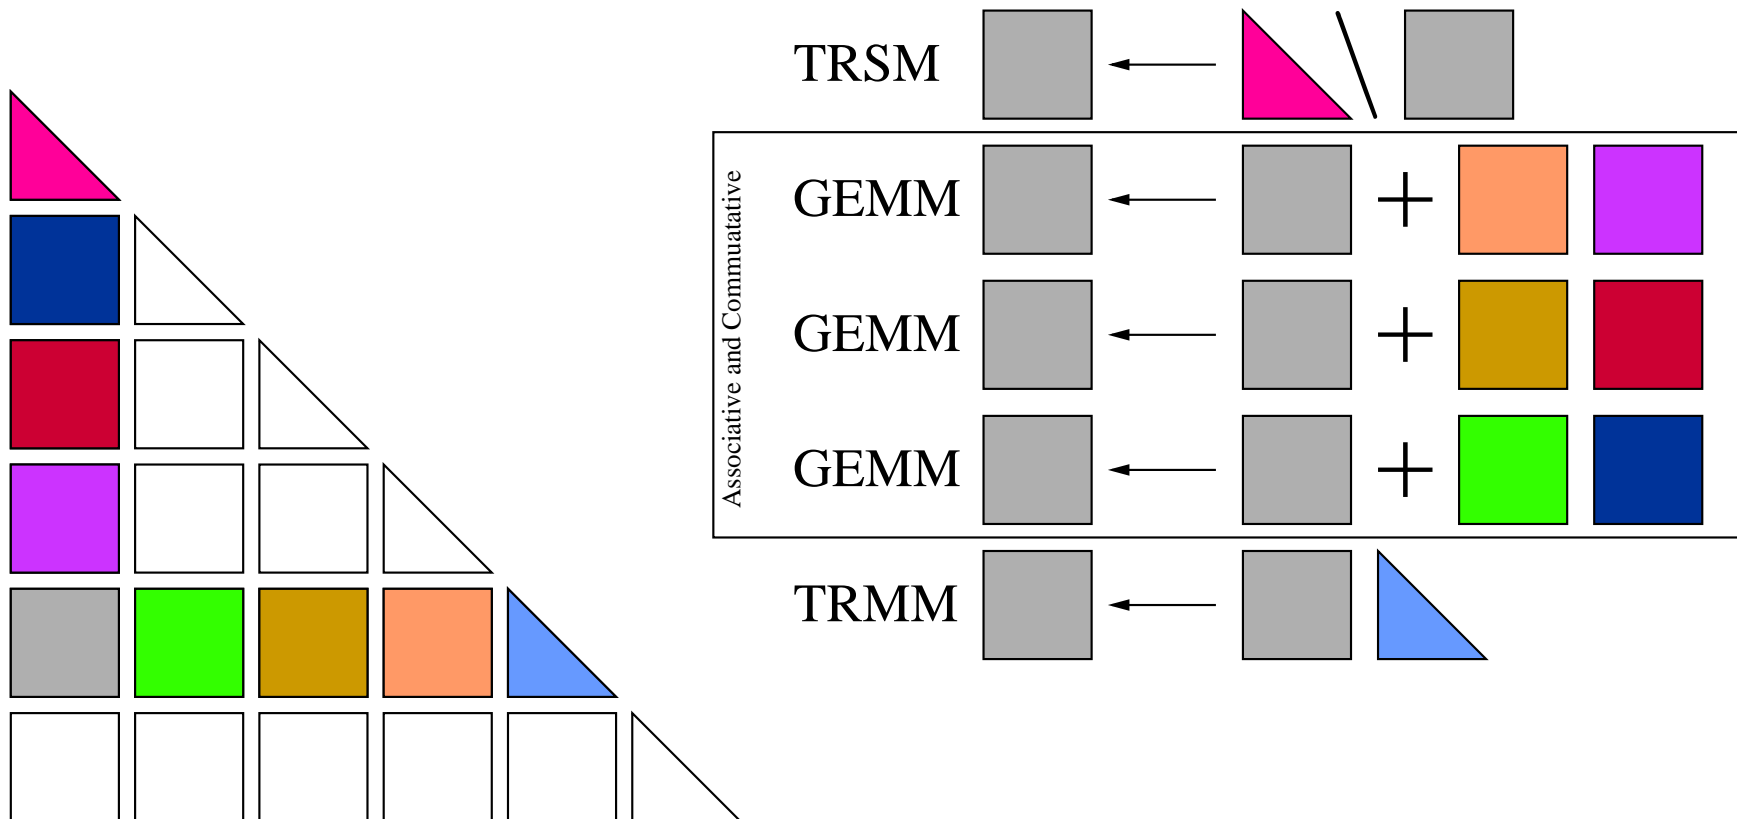 TRSM
Associative and Commuatative
GEMM
GEMM
GEMM
TRMM